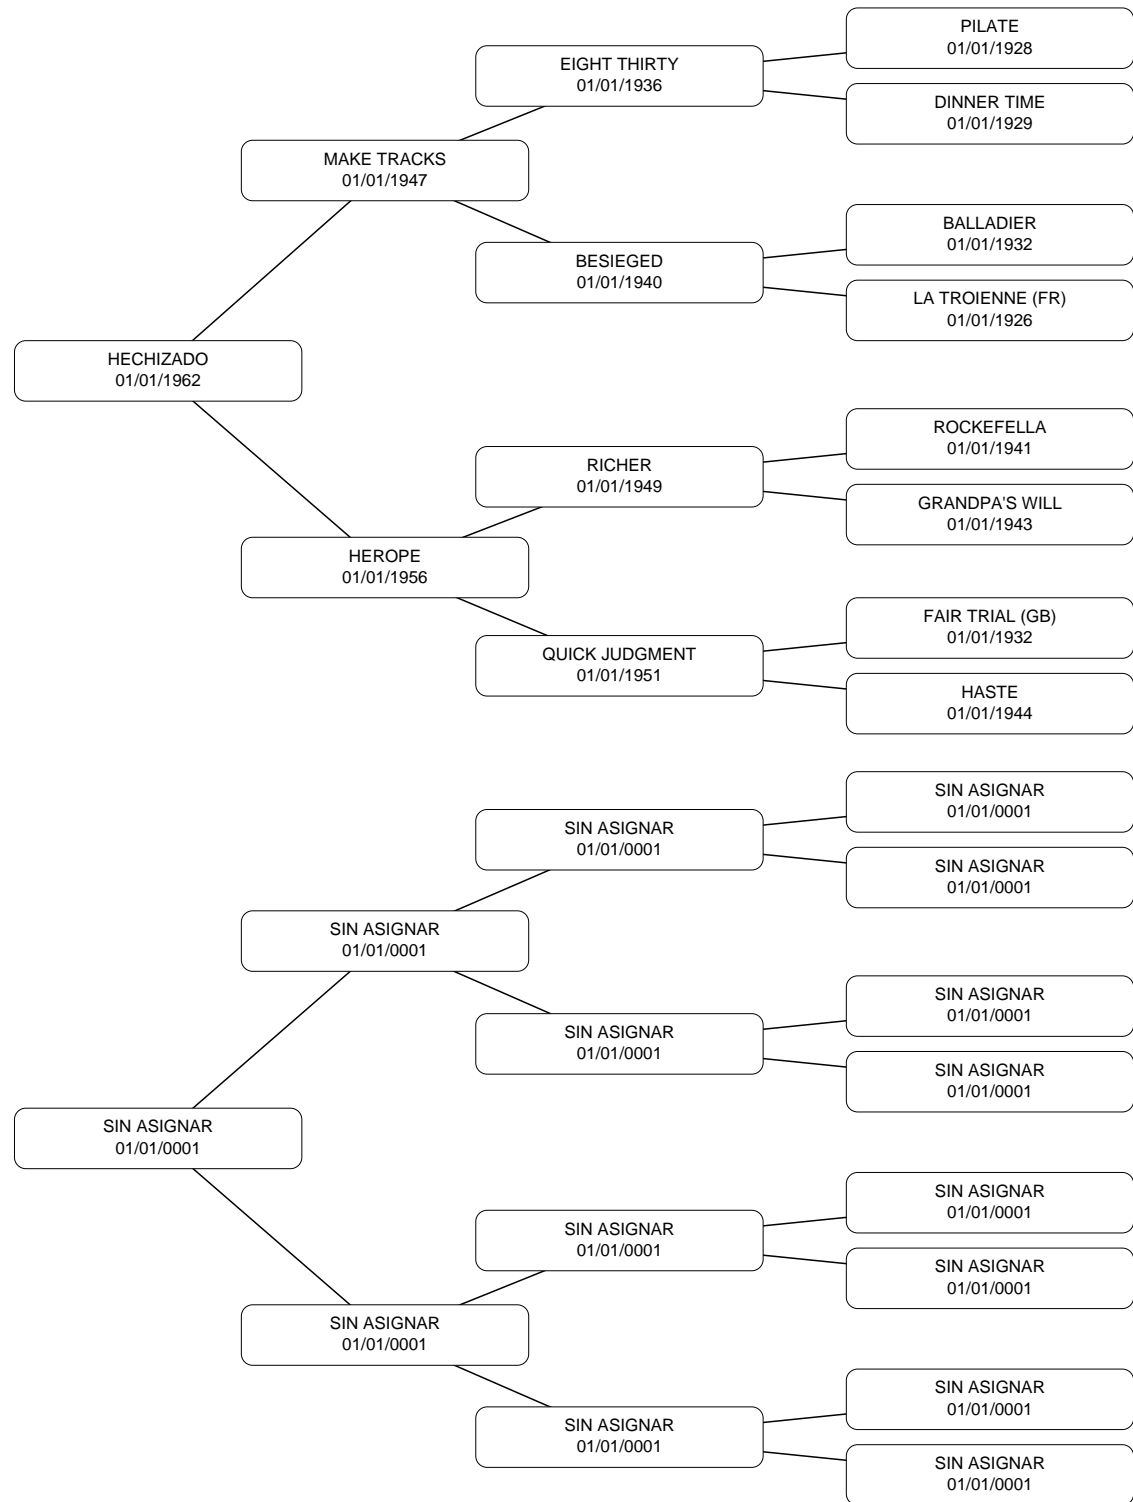 PILATE
01/01/1928
EIGHT THIRTY
01/01/1936
DINNER TIME
01/01/1929
MAKE TRACKS
01/01/1947
BALLADIER
01/01/1932
BESIEGED
01/01/1940
LA TROIENNE (FR)
01/01/1926
HECHIZADO
01/01/1962
ROCKEFELLA
01/01/1941
RICHER
01/01/1949
GRANDPA'S WILL
01/01/1943
HEROPE
01/01/1956
FAIR TRIAL (GB)
01/01/1932
QUICK JUDGMENT
01/01/1951
HASTE
01/01/1944
SIN ASIGNAR
01/01/0001
SIN ASIGNAR
01/01/0001
SIN ASIGNAR
01/01/0001
SIN ASIGNAR
01/01/0001
SIN ASIGNAR
01/01/0001
SIN ASIGNAR
01/01/0001
SIN ASIGNAR
01/01/0001
SIN ASIGNAR
01/01/0001
SIN ASIGNAR
01/01/0001
SIN ASIGNAR
01/01/0001
SIN ASIGNAR
01/01/0001
SIN ASIGNAR
01/01/0001
SIN ASIGNAR
01/01/0001
SIN ASIGNAR
01/01/0001
SIN ASIGNAR
01/01/0001